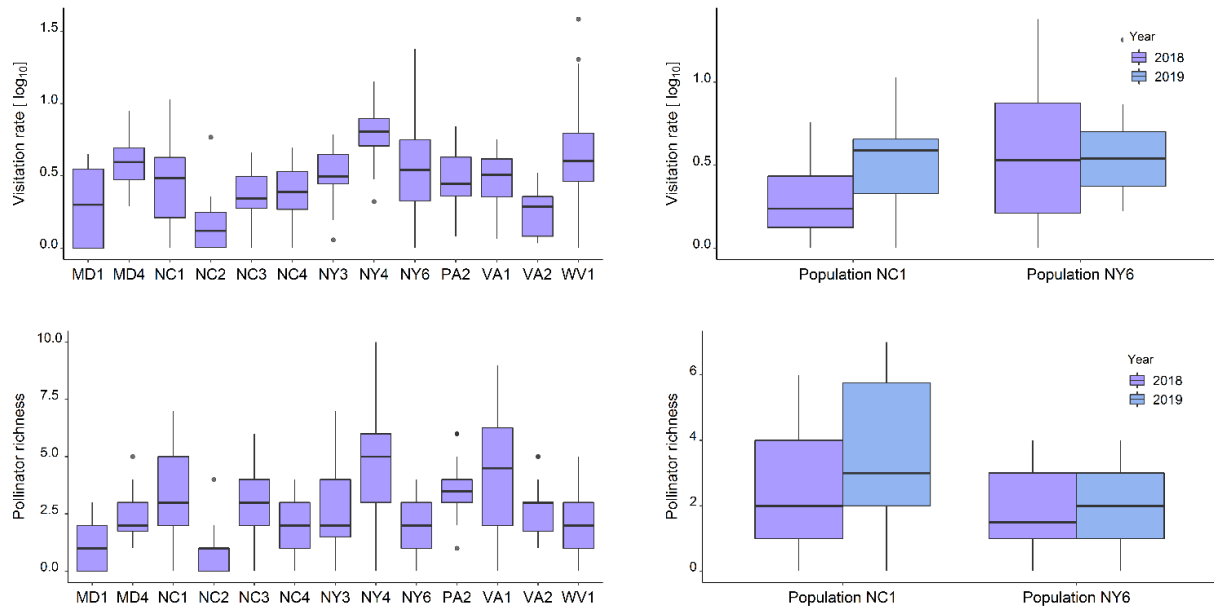 Visitation rate [ log10]
1.5
1.0
0.5
0.0
MD1 MD4 NC1 NC2 NC3 NC4 NY3 NY4 NY6 PA2 VA1 VA2 WV1
Visitation rate [ log10]
1.0
0.5
0.0
Year
2018
2019
Population NC1 Population NY6
Pollinator richness
10.0
7.5
5.0
2.5
0.0
MD1 MD4 NC1 NC2 NC3 NC4 NY3 NY4 NY6 PA2 VA1 VA2 WV1
Pollinator richness
6
4
2
0
Year
2018
2019
Population NC1 Population NY6